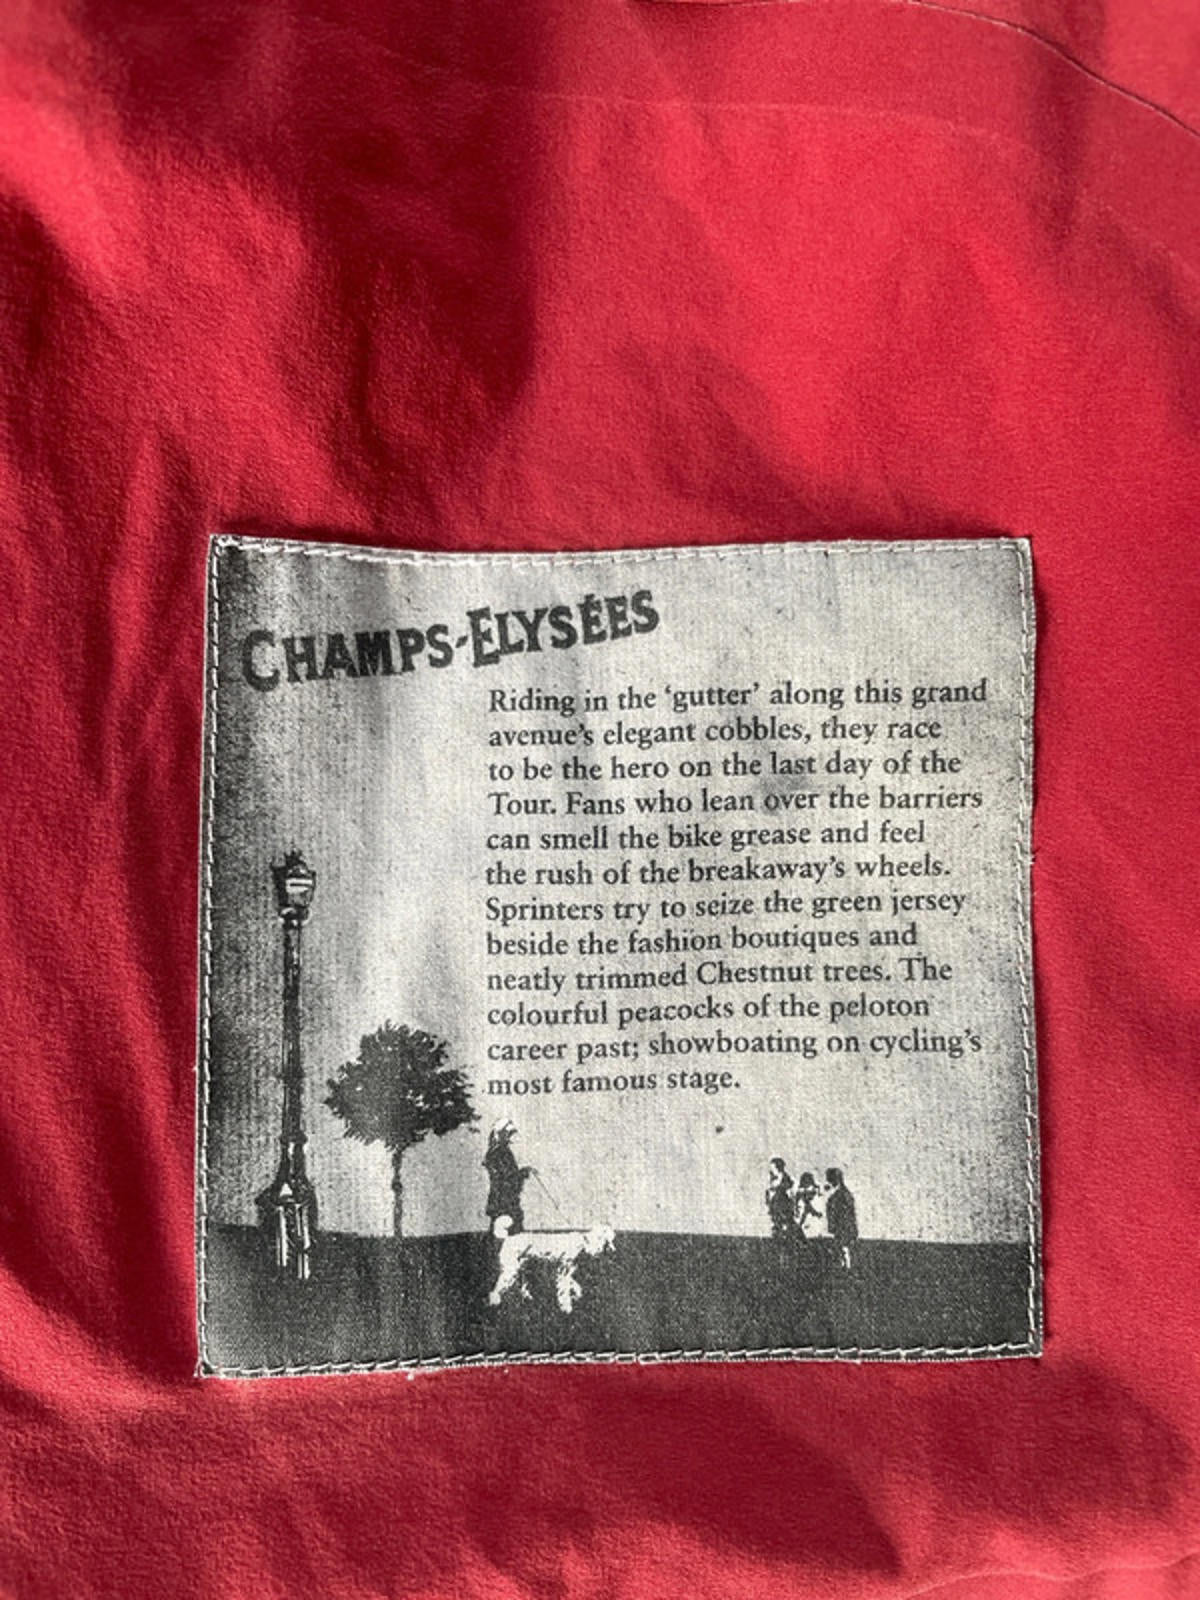 CHAMPS-ELYSÉES
Riding in the ‘gutter’ along this grand
avenue’s elegant cobbles, they race
to be the hero on the last day of the
Tour. Fans who lean over the barriers
can smell the bike grease and feel
the rush of the breakaway’s wheels.
Sprinters try to seize the green jersey
beside the fashion boutiques and
neatly trimmed Chestnut trees. The
colourful peacocks of the peloton
career past; showboating on cycling’s
most famous stage.